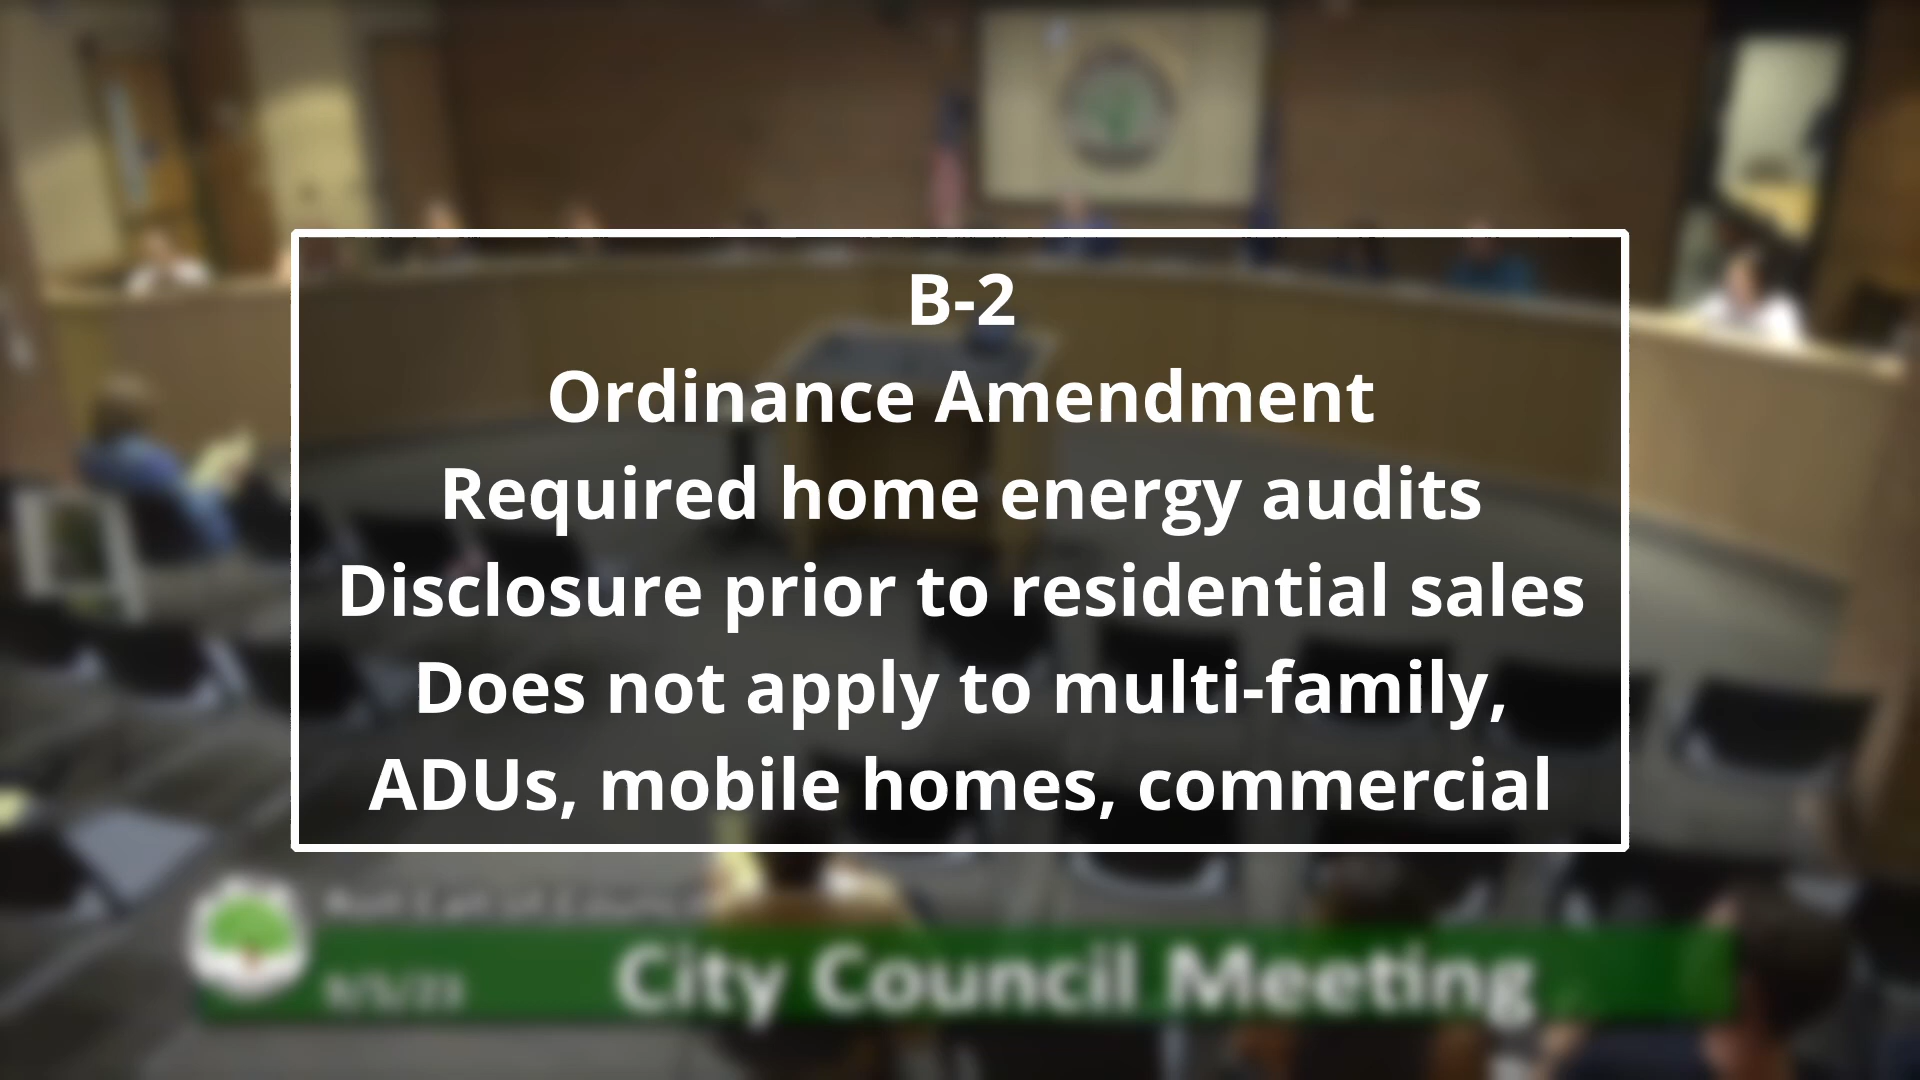 B-2
Ordinance Amendment
Required home energy audits
Disclosure prior to residential sales
Does not apply to multi-family,
ADUs, mobile homes, commercial
City Council Meeting